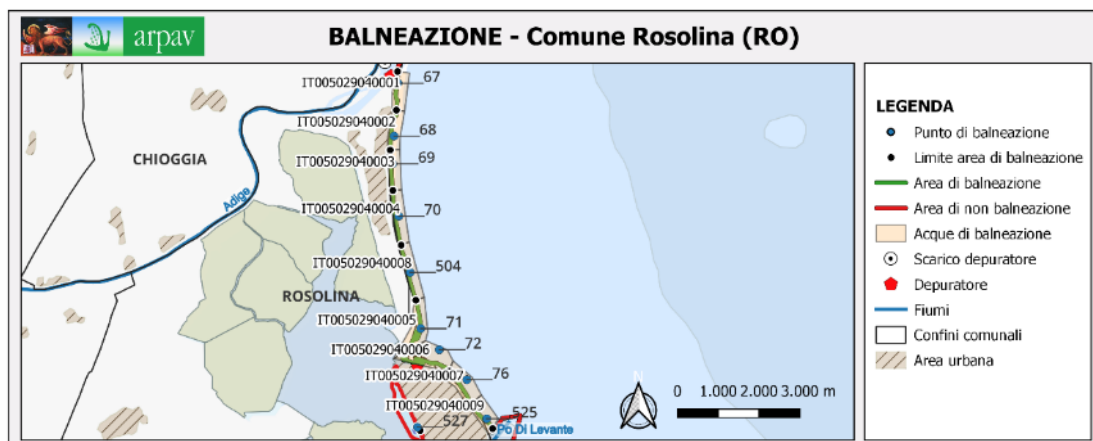 arpav
BALNEAZIONE - Comune Rosolina (RO)
IT005029040001
67
IT005029040002
68
CHIOGGIA
IT005029040003
69
Adige
IT005029040004
70
IT005029040008
504
ROSOLINA
IT005029040005
71
IT005029040006
72
IT005029040007
76
IT005029040009
525
527
Po Di Levante
N
0 1.000 2.000 3.000 m
LEGENDA
Punto di balneazione
Limite area di balneazione
Area di balneazione
Area di non balneazione
Acque di balneazione
Scarico depuratore
Depuratore
Fiumi
Confini comunali
Area urbana